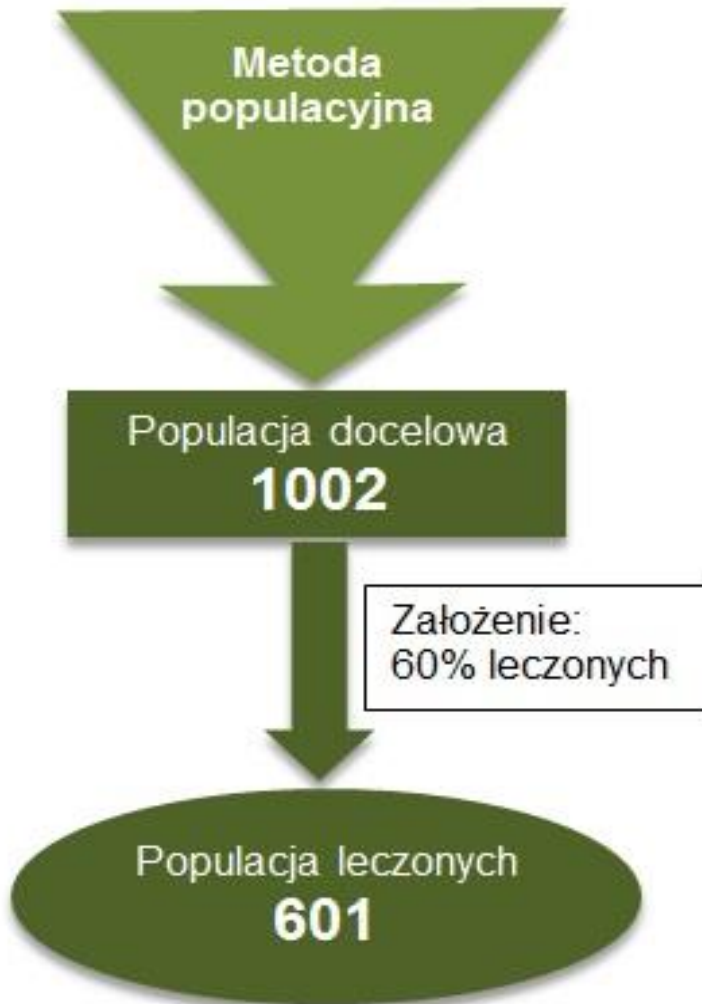 Metoda
populacyjna
Populacja docelowa
1002
Założenie:
60% leczonych
Populacja leczonych
601